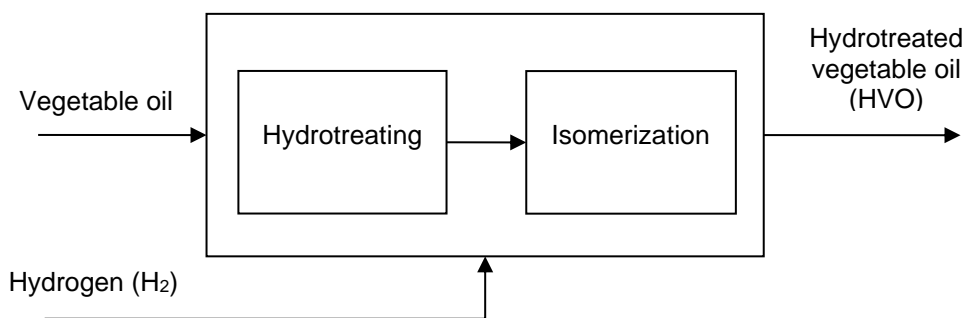 Hydrotreated
vegetable oil
(HVO)
Vegetable oil
Hydrotreating
Isomerization
Hydrogen (H₂)